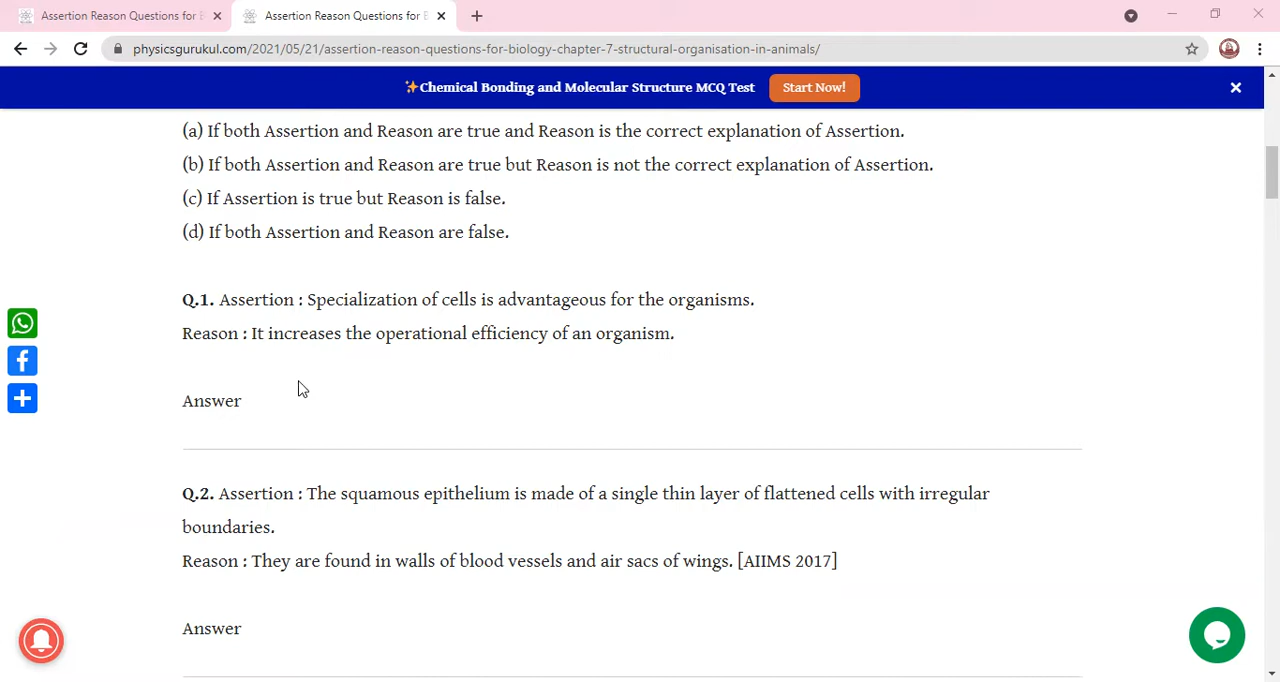 Assertion Reason Questions for B
Assertion Reason Questions for B
physicsgurukul.com/2021/05/21/assertion-reason-questions-for-biology-chapter-7-structural-organisation-in-animals/
✨Chemical Bonding and Molecular Structure MCQ Test Start Now!
(a) If both Assertion and Reason are true and Reason is the correct explanation of Assertion.
(b) If both Assertion and Reason are true but Reason is not the correct explanation of Assertion.
(c) If Assertion is true but Reason is false.
(d) If both Assertion and Reason are false.
Q.1. Assertion : Specialization of cells is advantageous for the organisms.
Reason : It increases the operational efficiency of an organism.
Answer
Q.2. Assertion : The squamous epithelium is made of a single thin layer of flattened cells with irregular
boundaries.
Reason : They are found in walls of blood vessels and air sacs of wings. [AIIMS 2017]
Answer